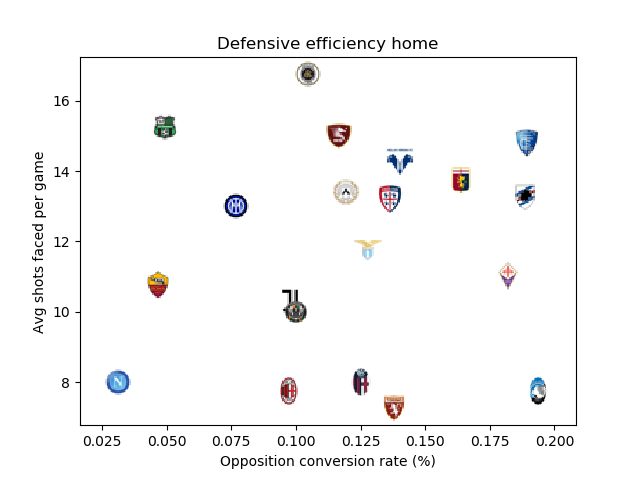 Defensive efficiency home
Avg shots faced per game
16
14
12
10
8
0.025 0.050 0.075 0.100 0.125 0.150 0.175 0.200
Opposition conversion rate (%)